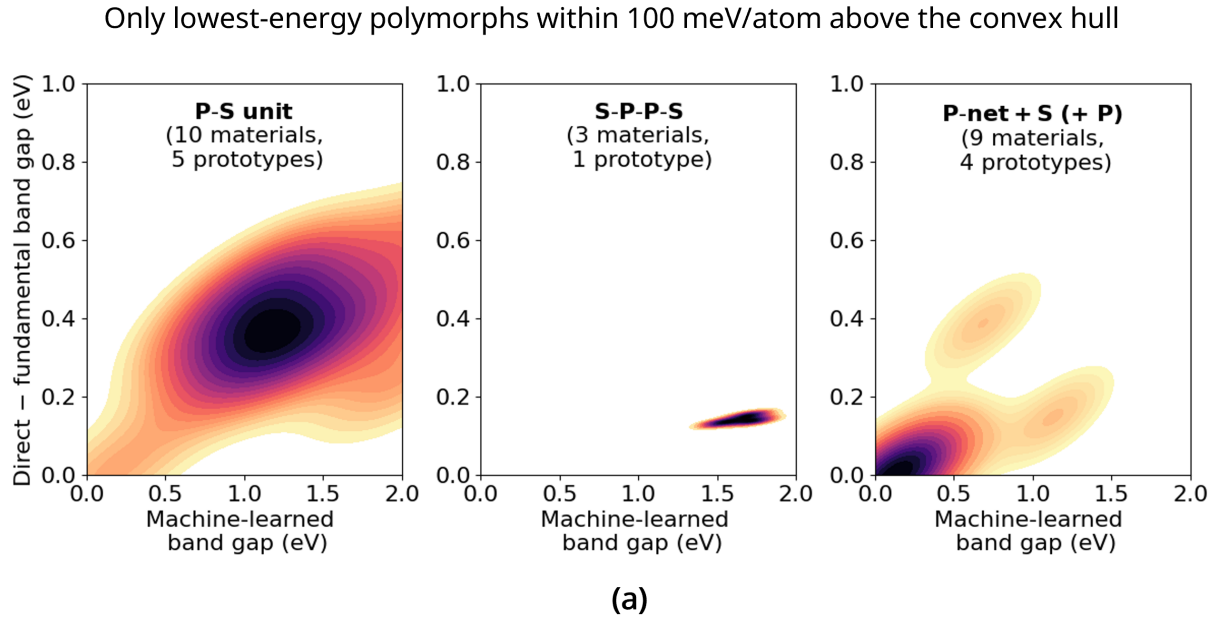 Only lowest-energy polymorphs within 100 meV/atom above the convex hull
Direct − fundamental band gap (eV)
1.0
0.8
0.6
0.4
0.2
0.0
P-S unit
(10 materials,
5 prototypes)
0.0 0.5 1.0 1.5 2.0
Machine-learned
band gap (eV)
1.0
0.8
0.6
0.4
0.2
0.0
S-P-P-S
(3 materials,
1 prototype)
0.0 0.5 1.0 1.5 2.0
Machine-learned
band gap (eV)
1.0
0.8
0.6
0.4
0.2
0.0
P-net + S (+ P)
(9 materials,
4 prototypes)
0.0 0.5 1.0 1.5 2.0
Machine-learned
band gap (eV)
(a)